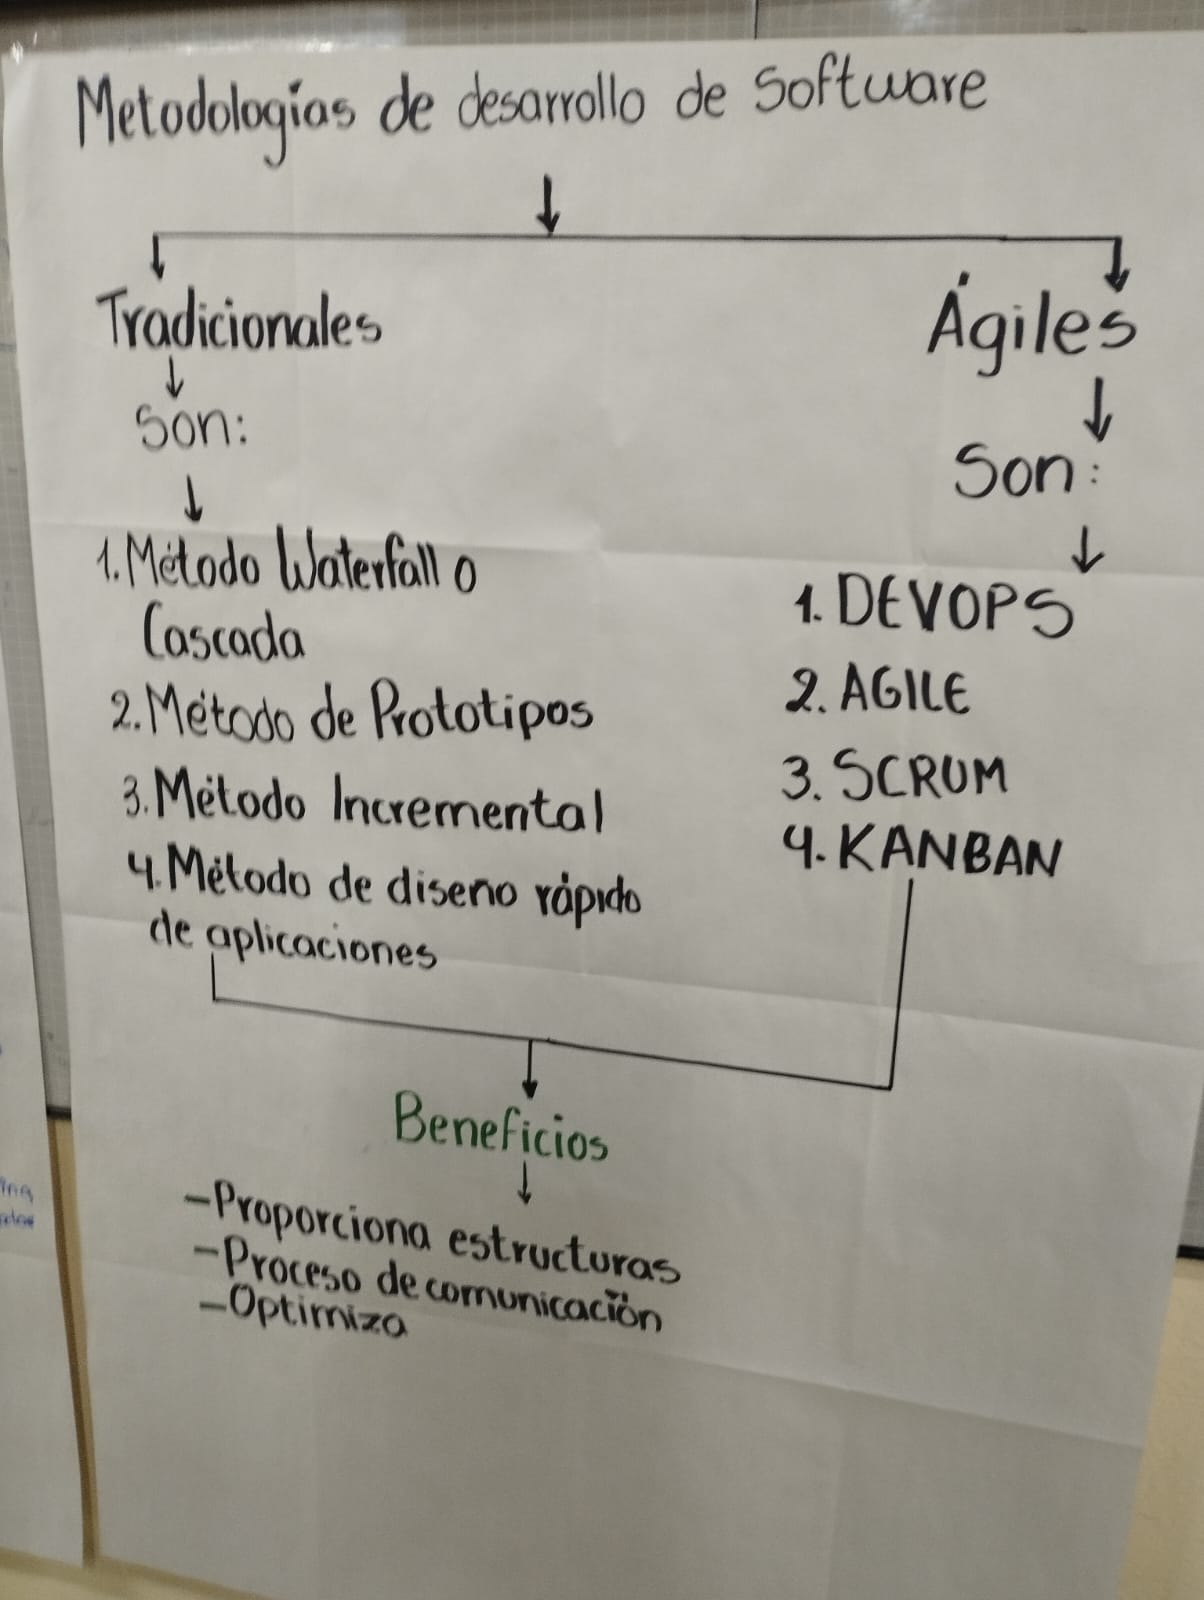 Metodologías de desarrollo de Software
Tradicionales
Son:
1. Método Waterfall o
Cascada
2. Método de Prototipos
3. Método Incremental
4. Método de diseño rápido
de aplicaciones
Ágiles
Son:
1. DEVOPS
2. AGILE
3. SCRUM
4. KANBAN
Beneficios
- Proporciona estructuras
- Proceso de comunicación
- Optimiza